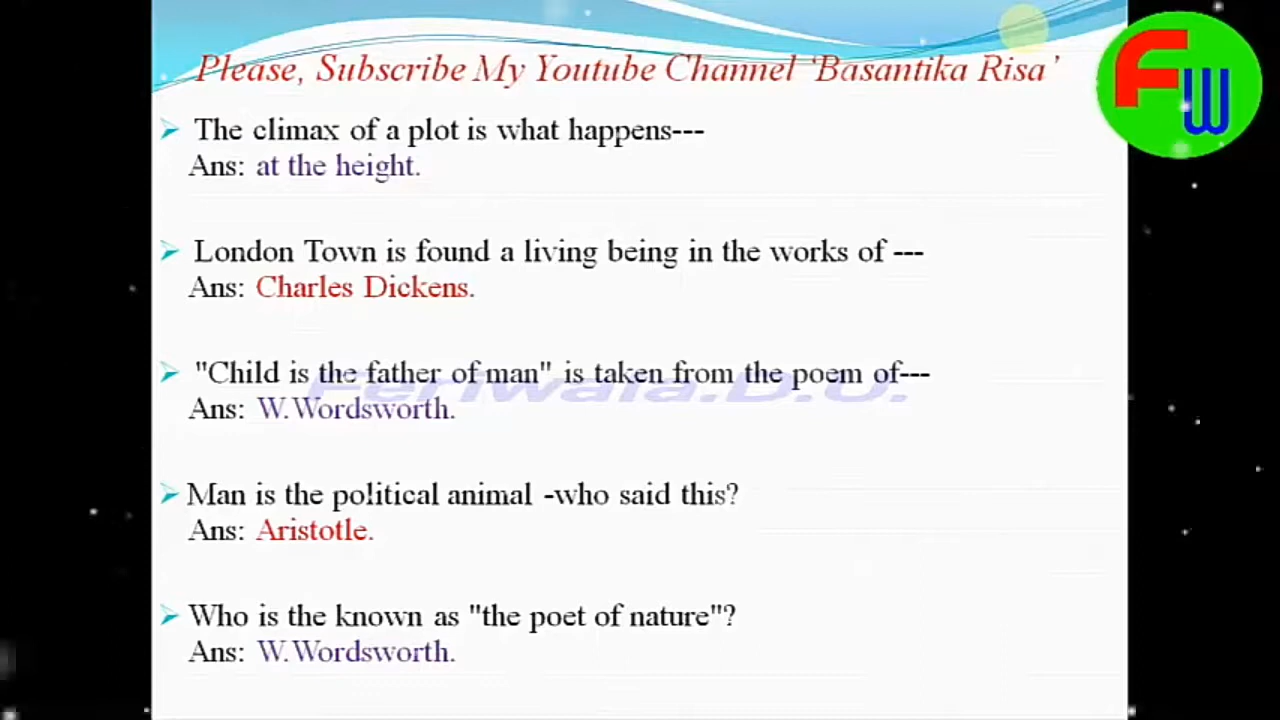 Please, Subscribe My Youtube Channel ‘Basantika Risa’
FW
The climax of a plot is what happens---
Ans: at the height.
London Town is found a living being in the works of ---
Ans: Charles Dickens.
"Child is the father of man" is taken from the poem of---
Feriwala.D.U.
Ans: W.Wordsworth.
Man is the political animal -who said this?
Ans: Aristotle.
Who is the known as "the poet of nature"?
Ans: W.Wordsworth.